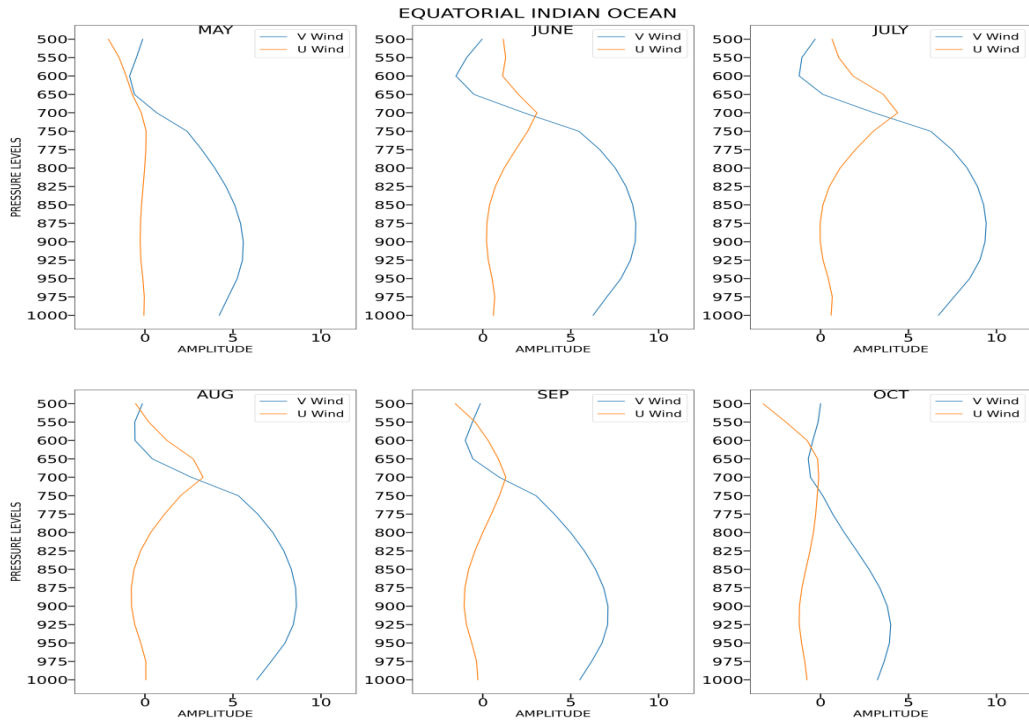 EQUATORIAL INDIAN OCEAN
MAY
V Wind
U Wind
PRESSURE LEVELS
500
550
600
650
700
750
775
800
825
850
875
900
925
950
975
1000
0 5 10
AMPLITUDE
JUNE
V Wind
U Wind
500
550
600
650
700
750
775
800
825
850
875
900
925
950
975
1000
0 5 10
AMPLITUDE
JULY
V Wind
U Wind
500
550
600
650
700
750
775
800
825
850
875
900
925
950
975
1000
0 5 10
AMPLITUDE
AUG
V Wind
U Wind
PRESSURE LEVELS
500
550
600
650
700
750
775
800
825
850
875
900
925
950
975
1000
0 5 10
AMPLITUDE
SEP
V Wind
U Wind
500
550
600
650
700
750
775
800
825
850
875
900
925
950
975
1000
0 5 10
AMPLITUDE
OCT
V Wind
U Wind
500
550
600
650
700
750
775
800
825
850
875
900
925
950
975
1000
0 5 10
AMPLITUDE